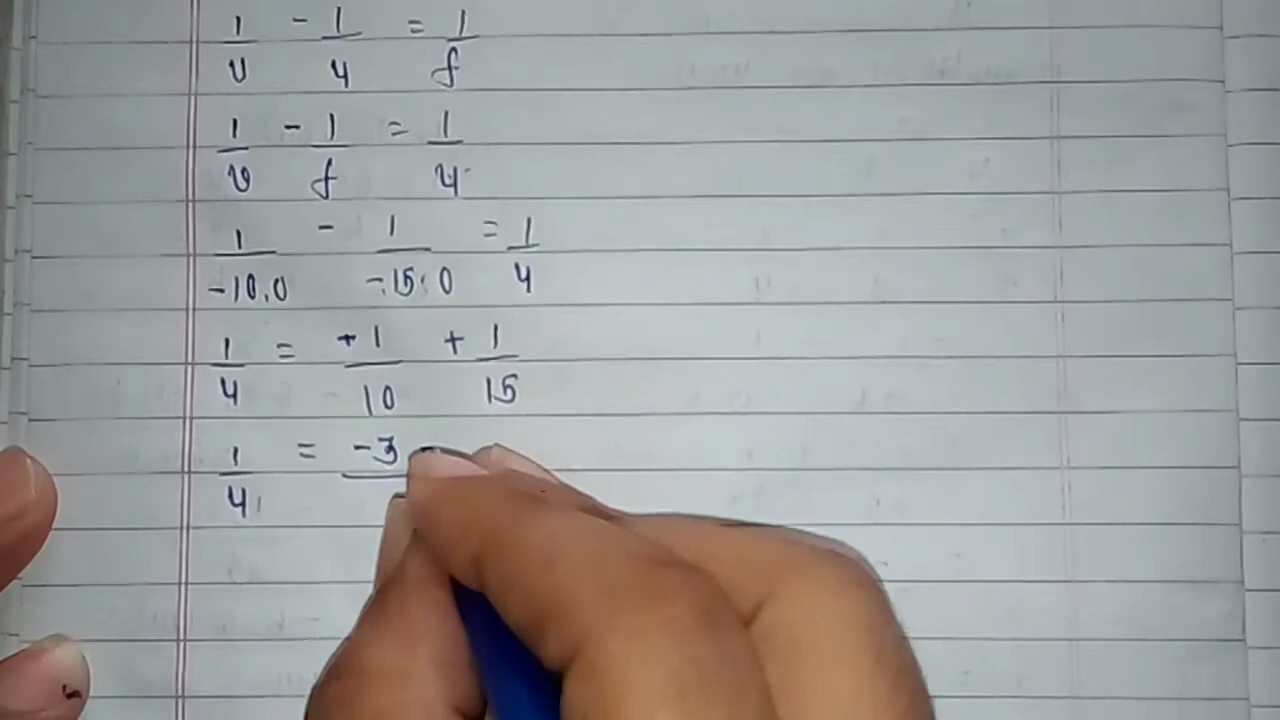 1/v - 1/u = 1/f
1/v - 1/f = 1/u
1/-10.0 - 1/-15.0 = 1/u
1/u = +1/10 + 1/15
1/u = -3